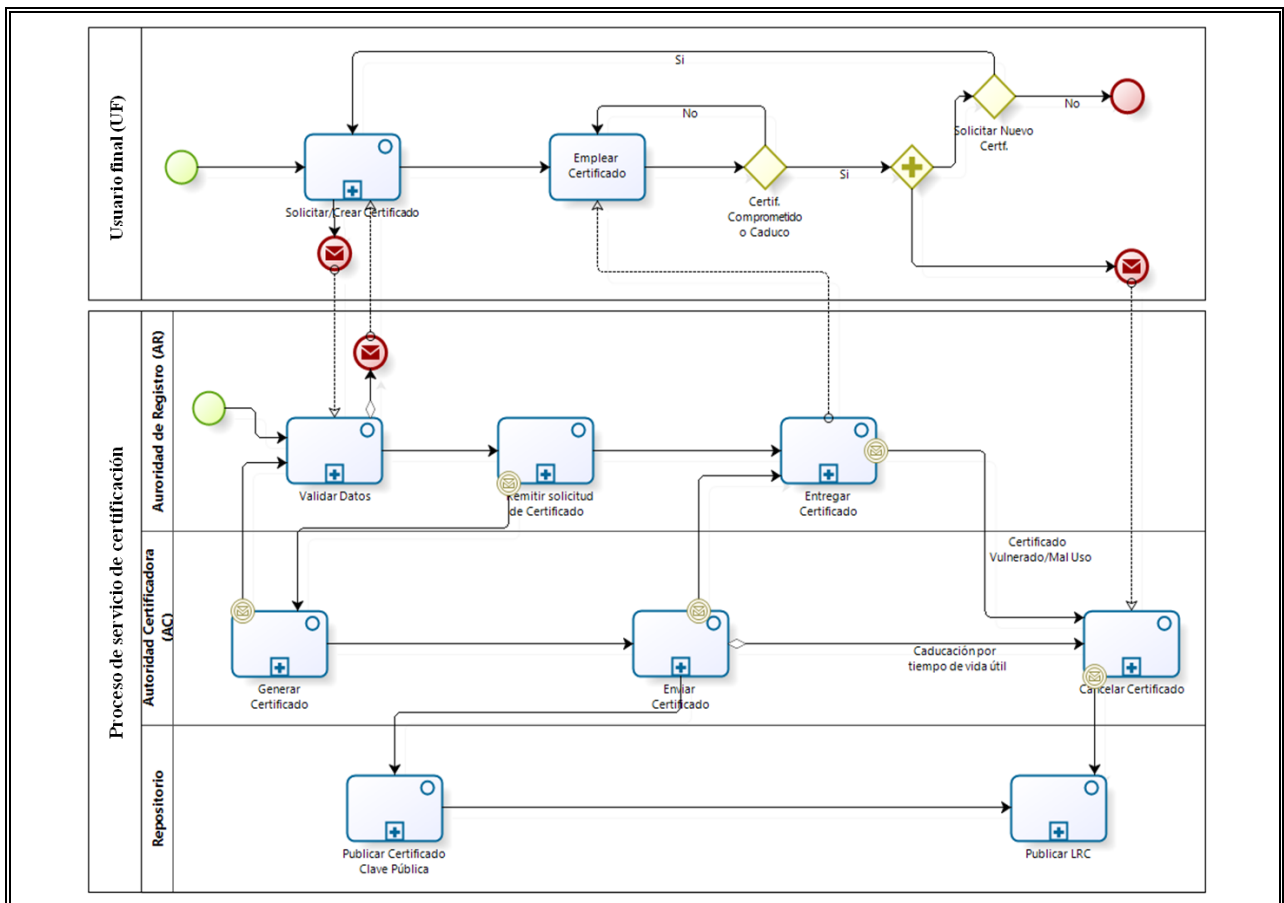 Usuario final (UF)
Si
No
Solicitar Nuevo
Certf.
No
Emplear
Certificado
Si
Certif.
Comprometido
o Caduco
Solicitar/Crear Certificado
Proceso de servicio de certificación
Autoridad de Registro (AR)
Validar Datos
Remitir solicitud
de Certificado
Entregar
Certificado
Autoridad Certificadora
(AC)
Certificado
Vulnerado/Mal Uso
Generar
Certificado
Enviar
Certificado
Caducación por
tiempo de vida útil
Cancelar Certificado
Repositorio
Publicar Certificado
Clave Pública
Publicar LRC